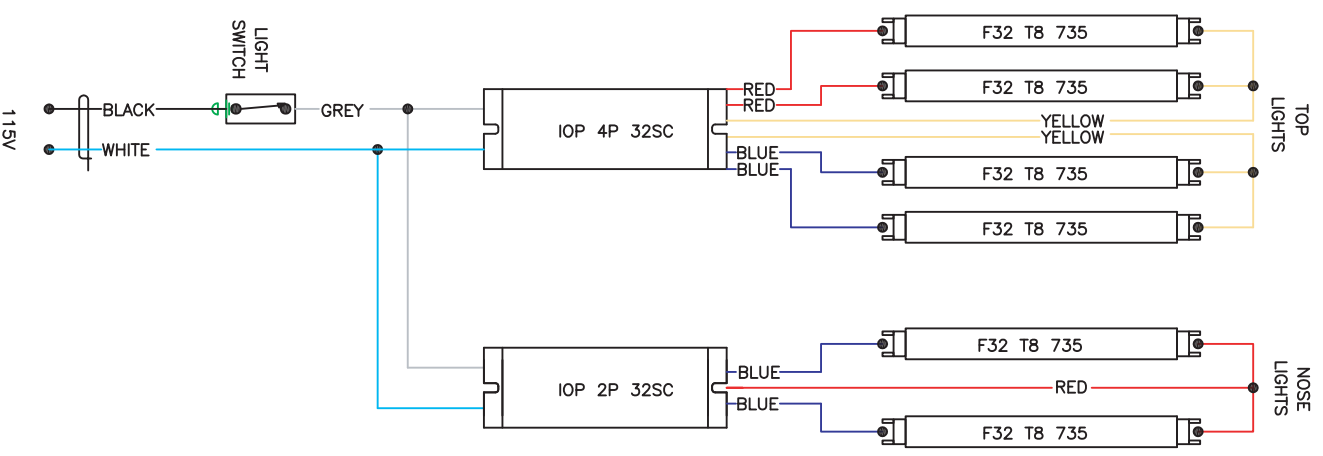 LIGHT
SWITCH
115V
BLACK
WHITE
GREY
IOP 4P 32SC
RED
RED
YELLOW
YELLOW
BLUE
BLUE
F32 T8 735
F32 T8 735
F32 T8 735
F32 T8 735
TOP
LIGHTS
IOP 2P 32SC
BLUE
RED
BLUE
F32 T8 735
F32 T8 735
NOSE
LIGHTS